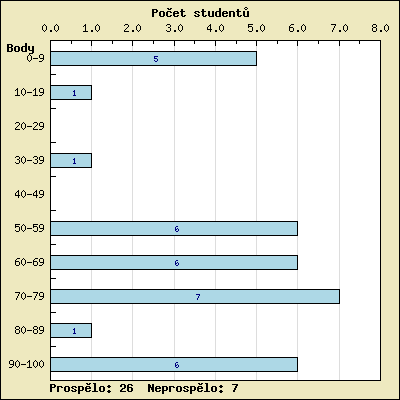 Počet studentů
0.0 1.0 2.0 3.0 4.0 5.0 6.0 7.0 8.0
Body
0-9 5
10-19 1
20-29
30-39 1
40-49
50-59 6
60-69 6
70-79 7
80-89 1
90-100 6
Prospělo: 26 Neprospělo: 7